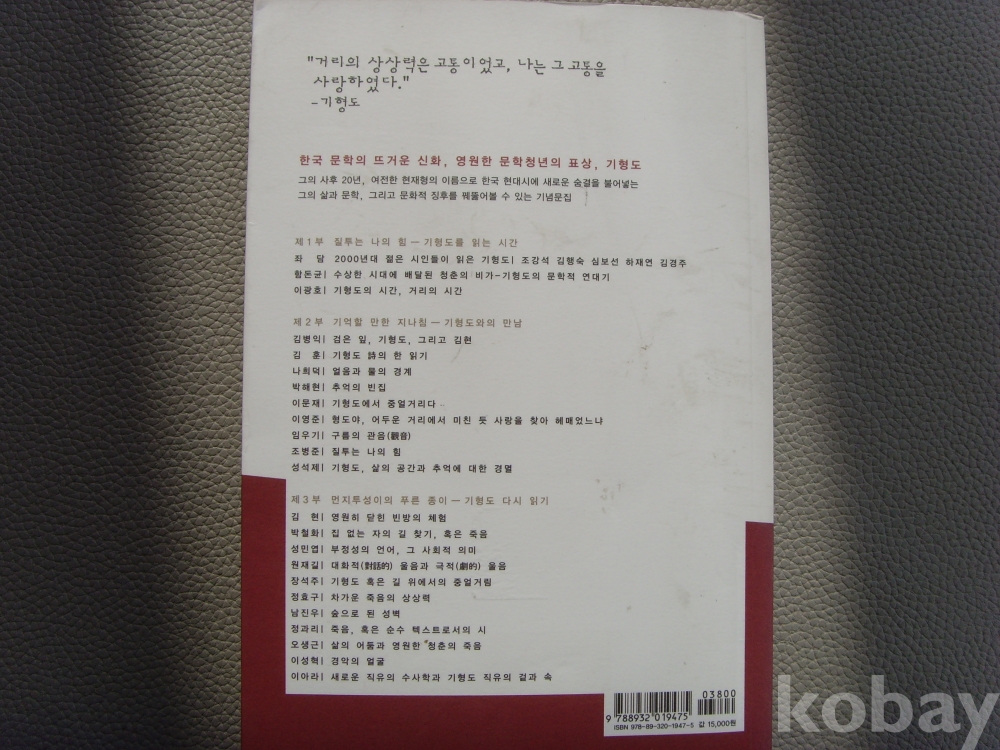 "거리의 상상력은 고통이었고, 나는 그 고통을
사랑하였다."
-기형도
한국 문학의 뜨거운 신화, 영원한 문학청년의 표상, 기형도
그의 사후 20년, 여전한 현재형의 이름으로 한국 현대시에 새로운 숨결을 불어넣는
그의 삶과 문학, 그리고 문화적 징후를 꿰뚫어볼 수 있는 기념문집
제1부 질투는 나의 힘 — 기형도를 읽는 시간
좌 담 2000년대 젊은 시인들이 읽은 기형도| 조강석 김행숙 심보선 하재연 김경주
함돈균| 수상한 시대에 배달된 청춘의 비가-기형도의 문학적 연대기
이광호| 기형도의 시간, 거리의 시간
제2부 기억할 만한 지나침 — 기형도와의 만남
김병익| 검은 잎, 기형도, 그리고 김현
김 훈| 기형도 詩의 한 읽기
나희덕| 얼음과 물의 경계
박해현| 추억의 빈집
이문재| 기형도에서 중얼거리다
이영준| 형도야, 어두운 거리에서 미친 듯 사랑을 찾아 헤매었느냐
임우기| 구름의 관음(觀音)
조병준| 질투는 나의 힘
성석제| 기형도, 삶의 공간과 추억에 대한 경멸
제3부 먼지투성이의 푸른 종이 — 기형도 다시 읽기
김 현| 영원히 닫힌 빈방의 체험
박철화| 집 없는 자의 길 찾기, 혹은 죽음
성민엽| 부정성의 언어, 그 사회적 의미
원재길| 대화적(對話的) 울음과 극적(劇的) 울음
장석주| 기형도 혹은 길 위에서의 중얼거림
정효구| 차가운 죽음의 상상력
남진우| 숲으로 된 성벽
정과리| 죽음, 혹은 순수 텍스트로서의 시
오생근| 삶의 어둠과 영원한 청춘의 죽음
이성혁| 경악의 얼굴
이아라| 새로운 직유의 수사학과 기형도 직유의 겉과 속
03800
9 788932 019475
ISBN 978-89-320-1947-5 값 15,000원
kobay